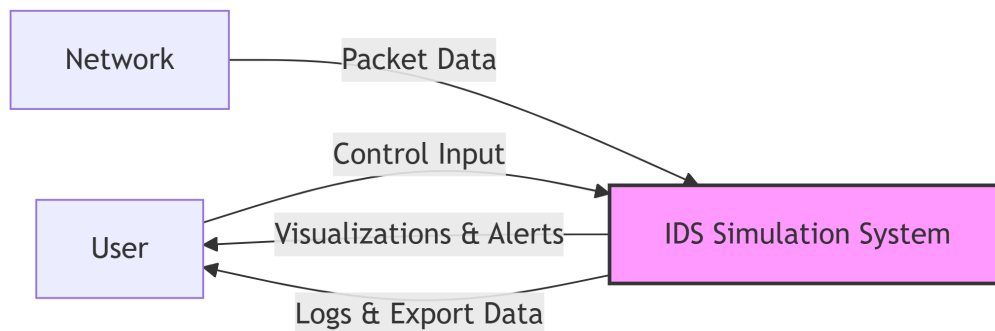 Network
Packet Data
Control Input
User
Visualizations & Alerts
IDS Simulation System
Logs & Export Data